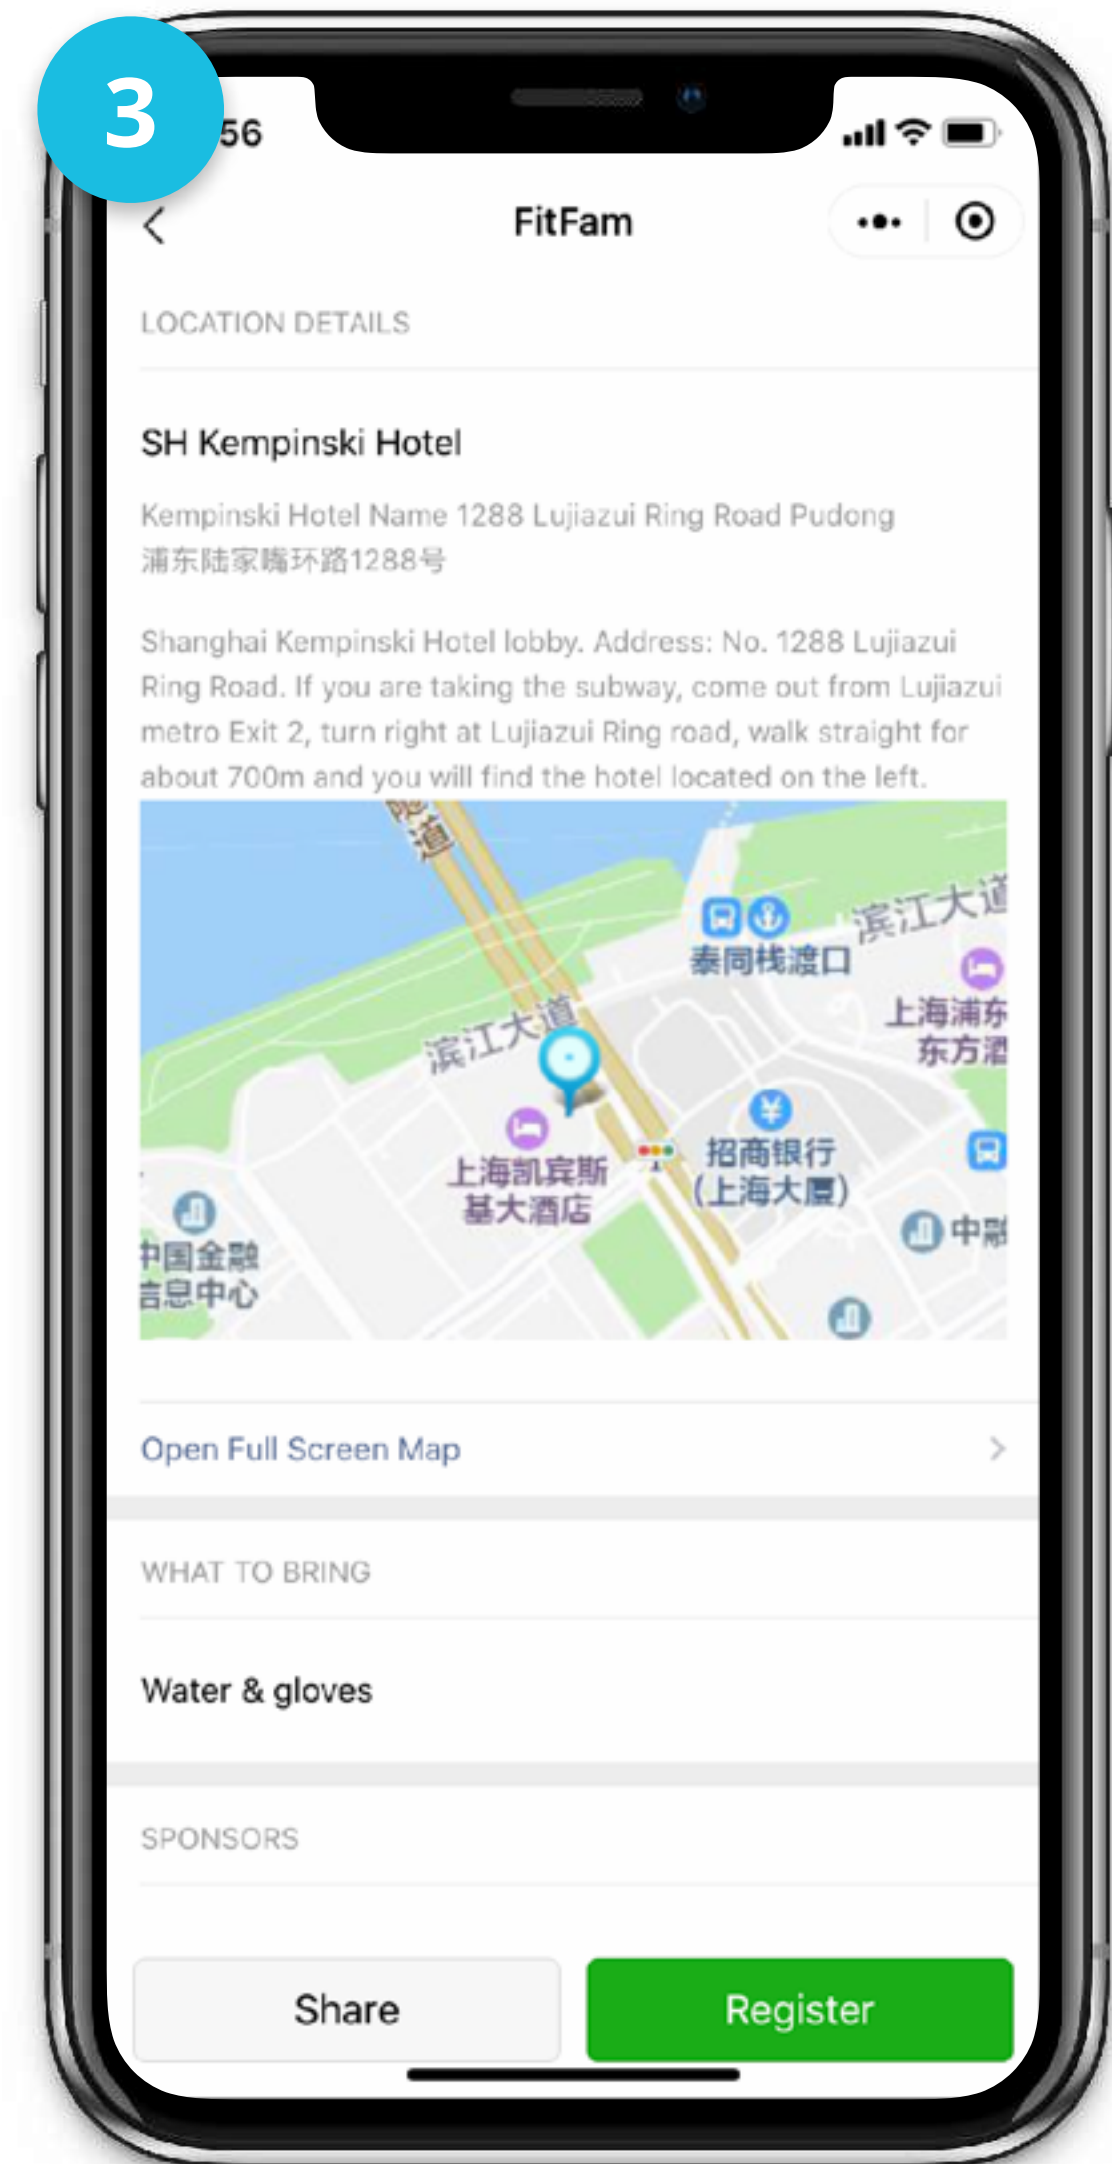 3
56
FitFam
LOCATION DETAILS
SH Kempinski Hotel
Kempinski Hotel Name 1288 Lujiazui Ring Road Pudong
浦东陆家嘴环路1288号
Shanghai Kempinski Hotel lobby. Address: No. 1288 Lujiazui
Ring Road. If you are taking the subway, come out from Lujiazui
metro Exit 2, turn right at Lujiazui Ring road, walk straight for
about 700m and you will find the hotel located on the left.
道
滨江大道
泰同栈渡口
滨江大道
上海浦东
东方酒
¥
上海凯宾斯
基大酒店
招商银行
(上海大厦)
中融
中国金融
信息中心
Open Full Screen Map
WHAT TO BRING
Water & gloves
SPONSORS
Share
Register